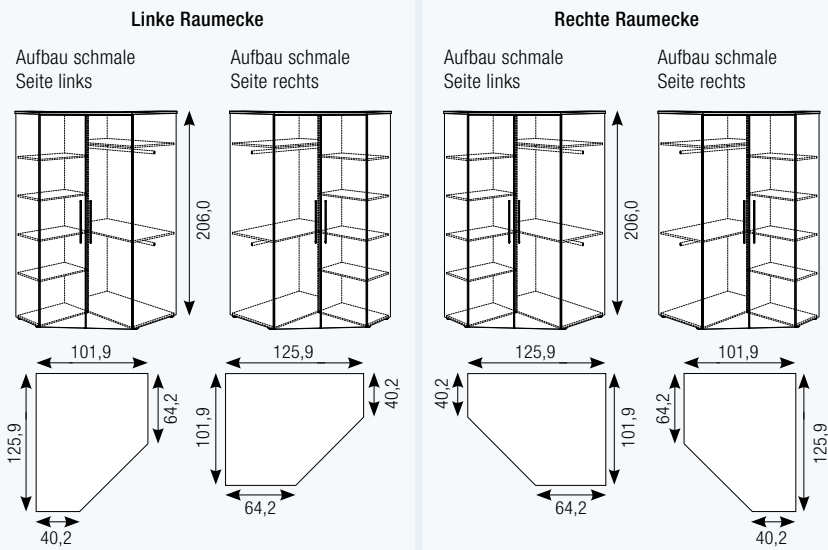 Linke Raumecke
Aufbau schmale
Seite links
Aufbau schmale
Seite rechts
206,0
101,9
64,2
125,9
40,2
125,9
40,2
101,9
64,2
Rechte Raumecke
Aufbau schmale
Seite links
Aufbau schmale
Seite rechts
206,0
125,9
40,2
101,9
64,2
101,9
64,2
125,9
40,2